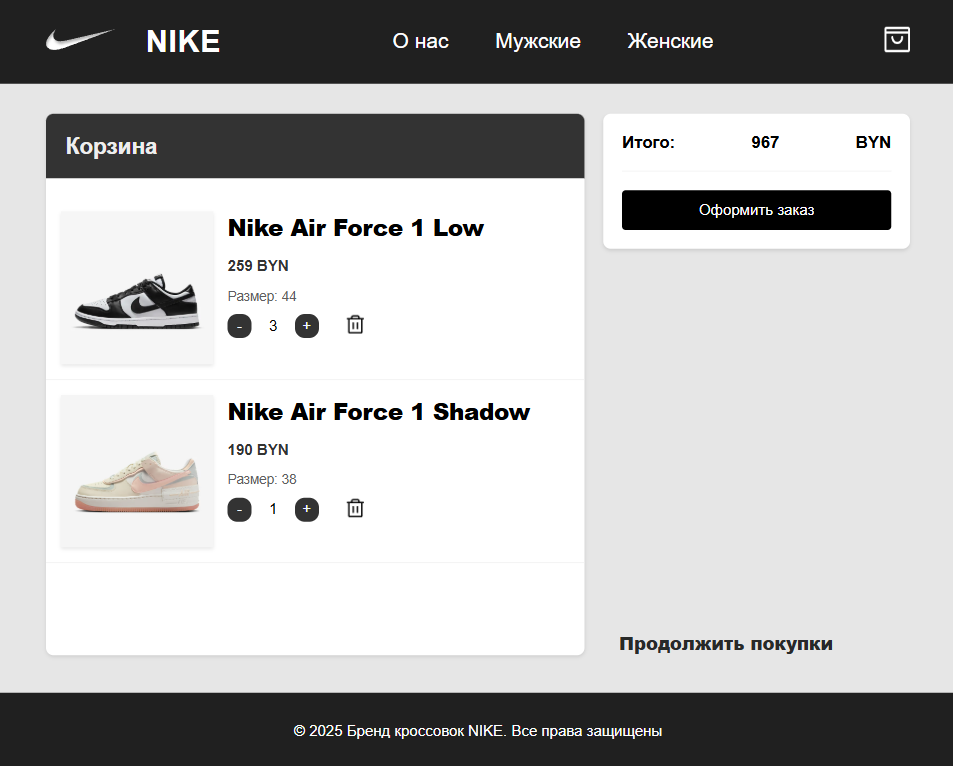 NIKE
О нас
Мужские
Женские
Корзина
Nike Air Force 1 Low
259 BYN
Размер: 44
- 3 +
Nike Air Force 1 Shadow
190 BYN
Размер: 38
- 1 +
Итого: 967 BYN
Оформить заказ
Продолжить покупки
© 2025 Бренд кроссовок NIKE. Все права защищены